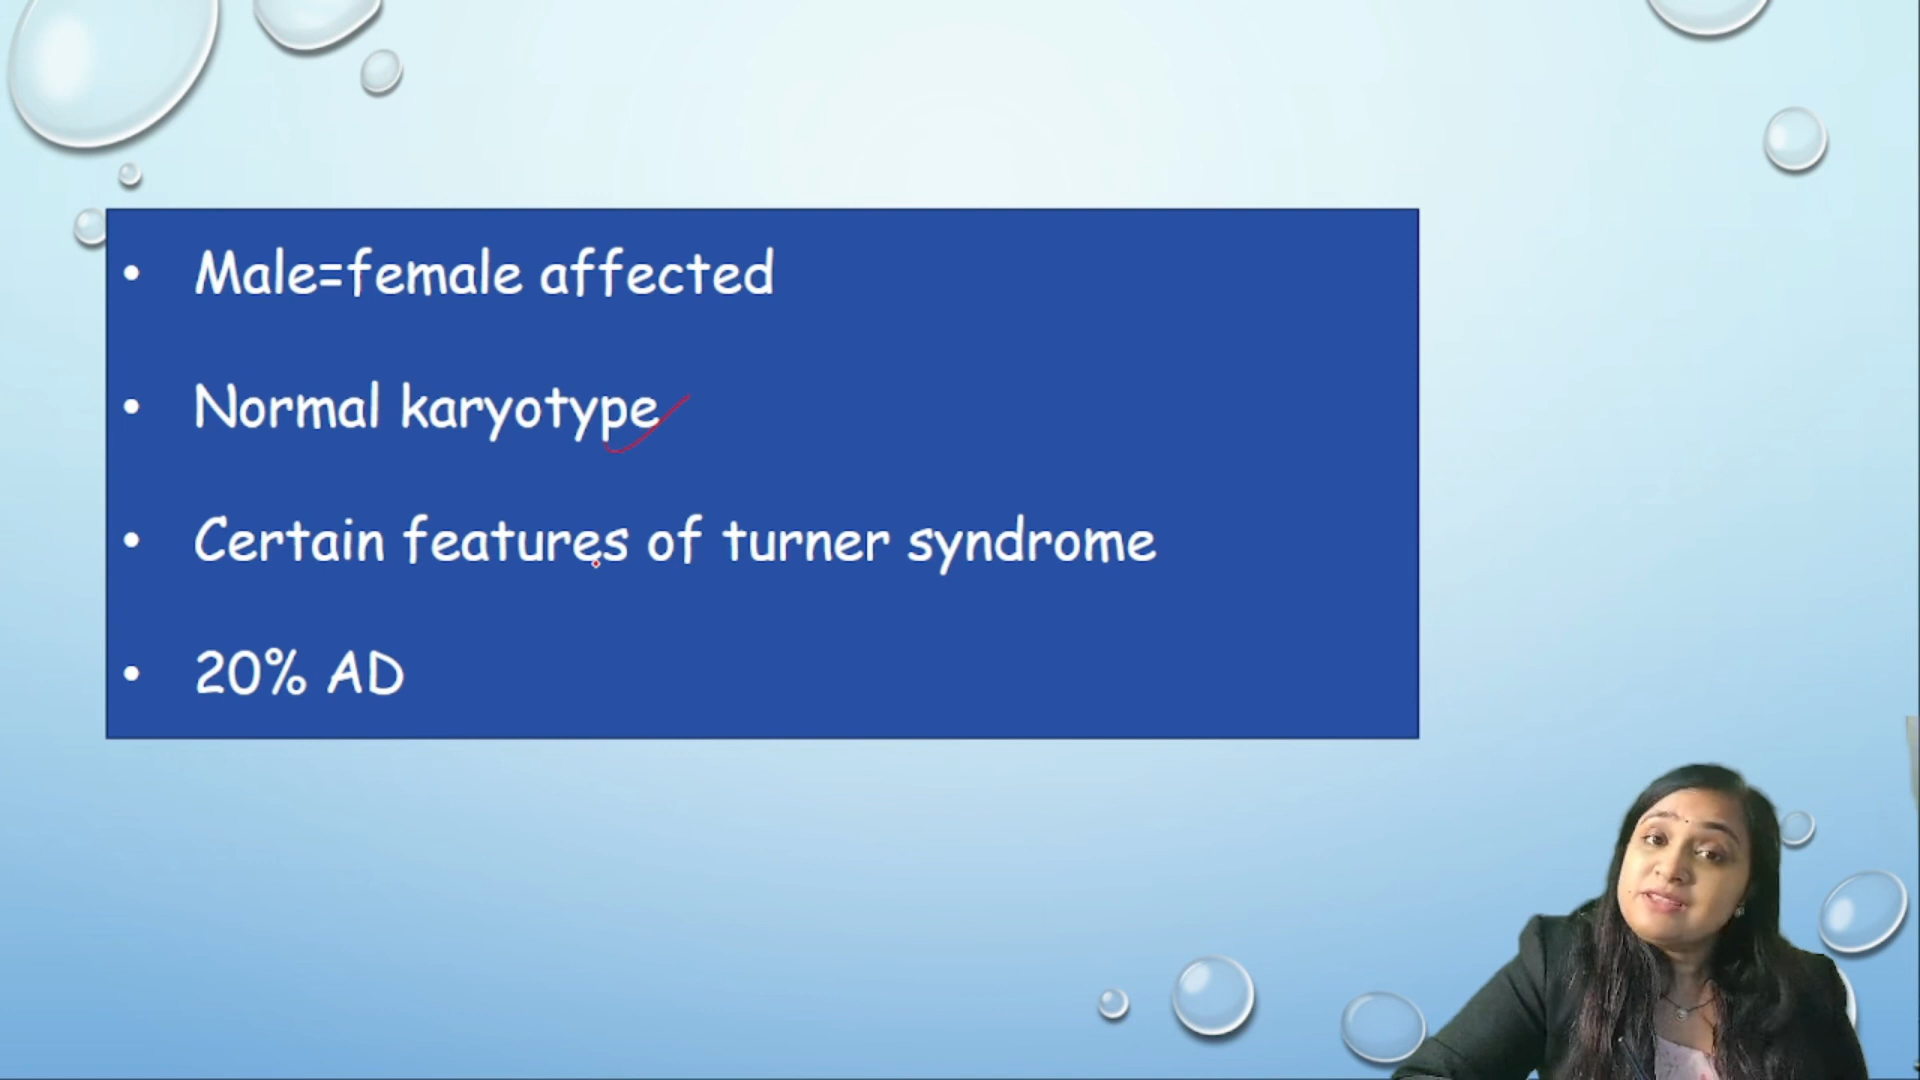 • Male=female affected
• Normal karyotype
• Certain features of turner syndrome
• 20% AD